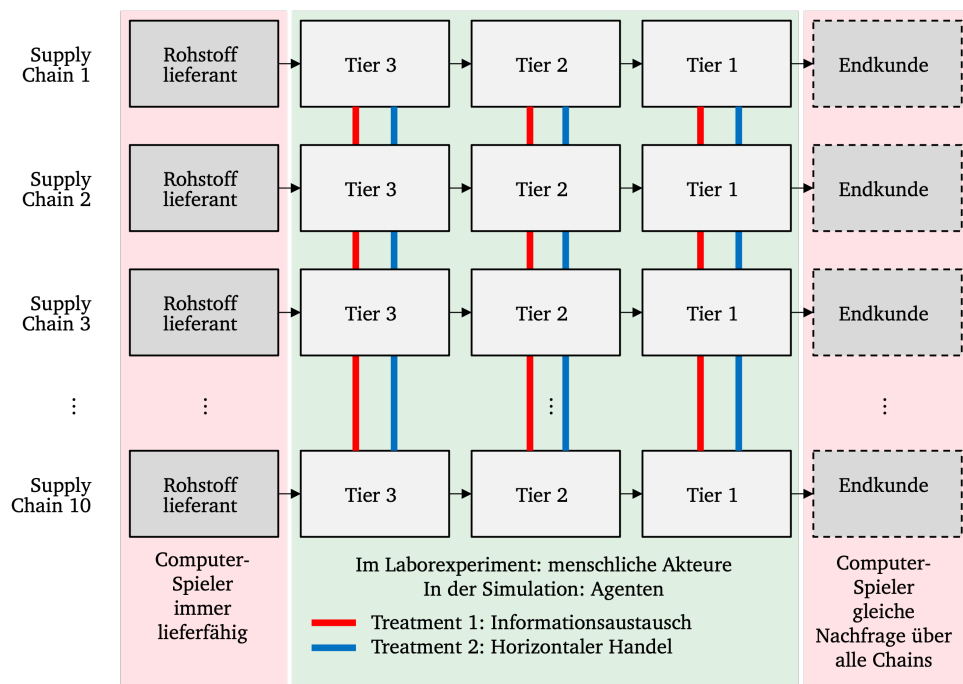 Supply
Chain 1
Rohstoff
lieferant
Tier 3
Tier 2
Tier 1
Endkunde
Supply
Chain 2
Rohstoff
lieferant
Tier 3
Tier 2
Tier 1
Endkunde
Supply
Chain 3
Rohstoff
lieferant
Tier 3
Tier 2
Tier 1
Endkunde
⋮
⋮
⋮
⋮
Supply
Chain 10
Rohstoff
lieferant
Tier 3
Tier 2
Tier 1
Endkunde
Computer-
Spieler
immer
lieferfähig
Im Laborexperiment: menschliche Akteure
In der Simulation: Agenten
Treatment 1: Informationsaustausch
Treatment 2: Horizontaler Handel
Computer-
Spieler
gleiche
Nachfrage über
alle Chains